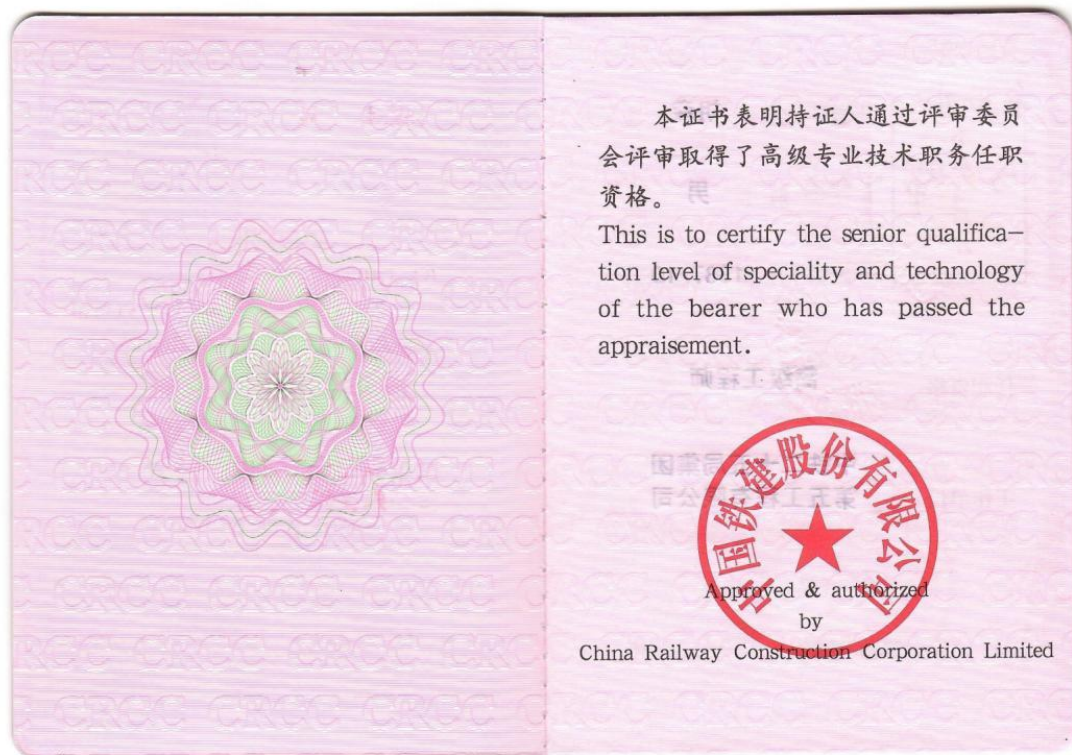 本证书表明持证人通过评审委员
会评审取得了高级专业技术职务任职
资格。
This is to certify the senior qualifica-
tion level of speciality and technology
of the bearer who has passed the
appraisement.
中国铁建股份有限公司
Approved & authorized
by
China Railway Construction Corporation Limited
CRCC CRCC CRCC